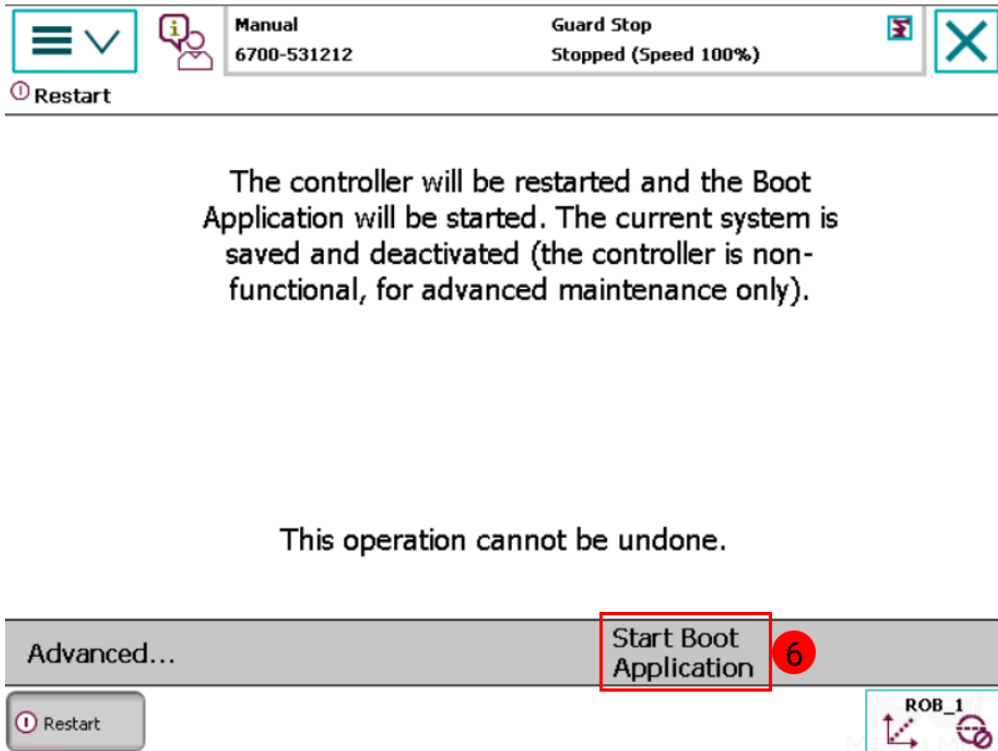 Manual
6700-531212
Guard Stop
Stopped (Speed 100%)
Restart
The controller will be restarted and the Boot
Application will be started. The current system is
saved and deactivated (the controller is non-
functional, for advanced maintenance only).
This operation cannot be undone.
Advanced...
Start Boot
Application
6
Restart
ROB_1